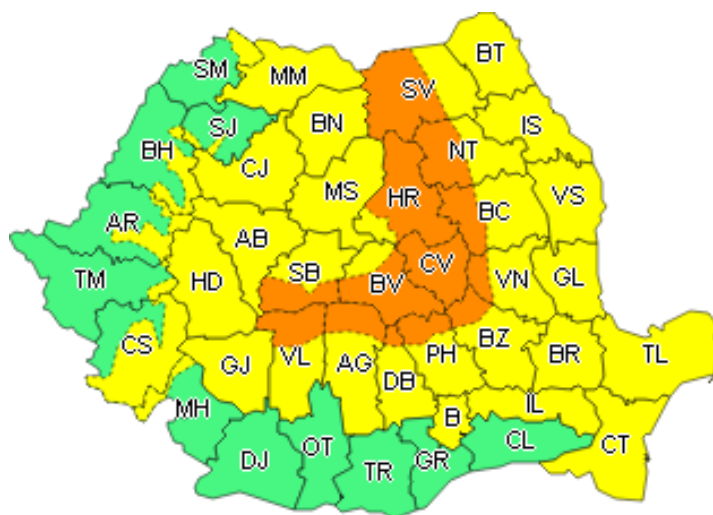 BT
SM
MM
SV
SJ
BN
IS
BH
NT
CJ
MS
HR
VS
AR
BC
AB
TM
SB
CV
HD
BV
VN
GL
CS
BZ
GJ
VL
AG
PH
BR
TL
DB
MH
B
IL
OT
CL
CT
DJ
TR
GR